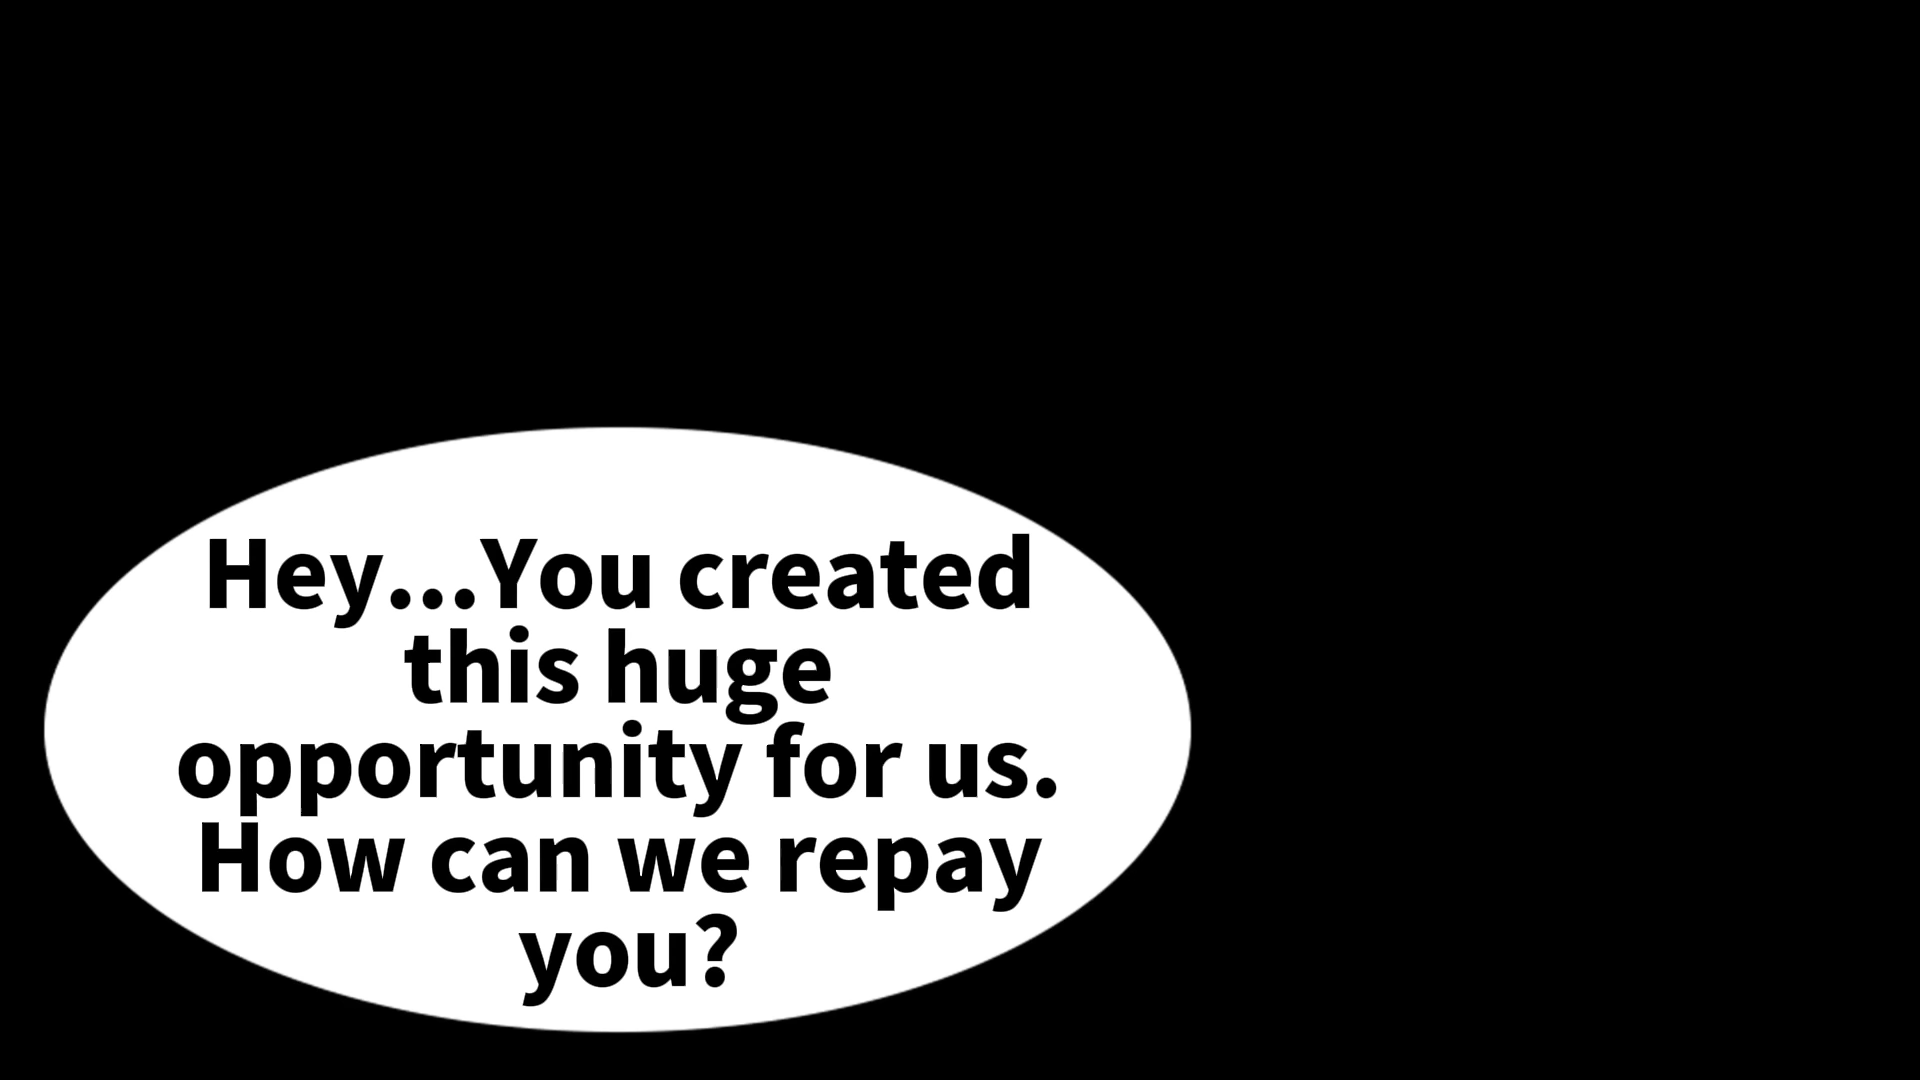 Hey...You created
this huge
opportunity for us.
How can we repay
you?